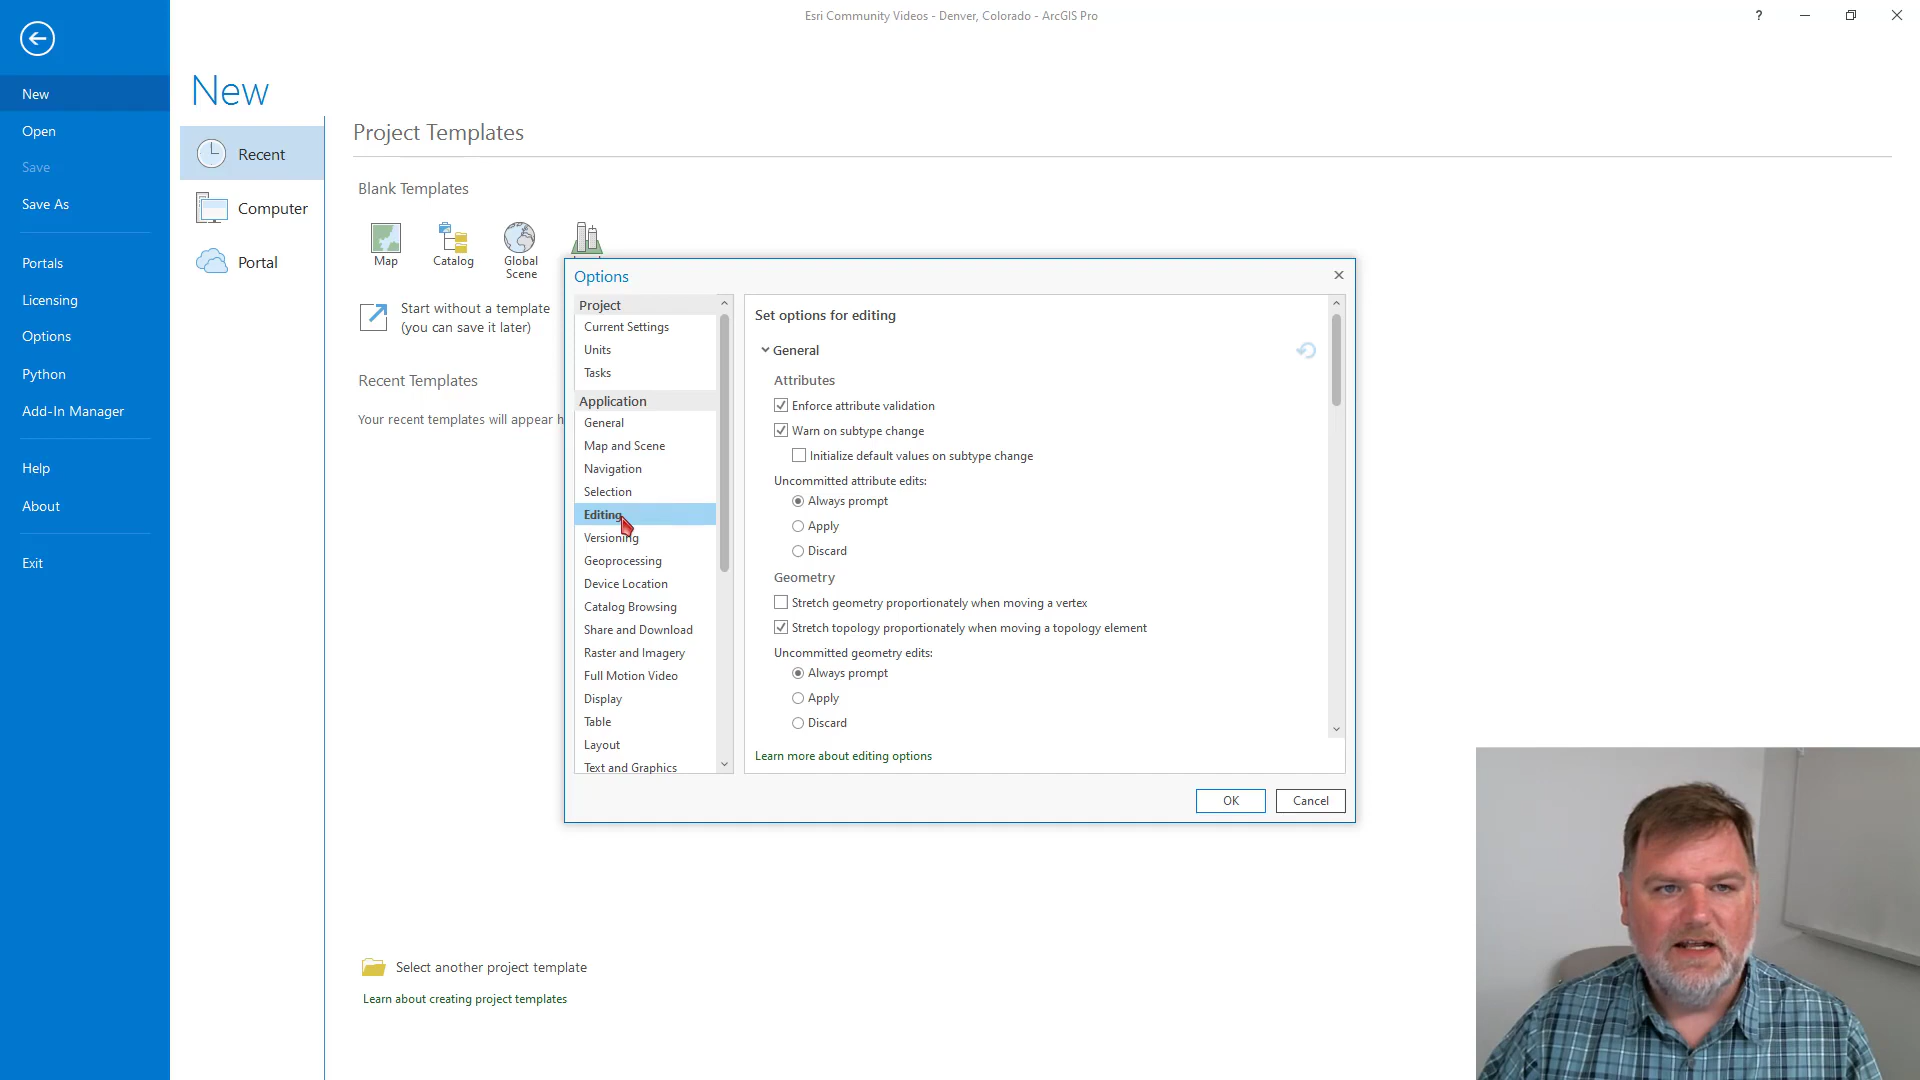 Esri Community Videos - Denver, Colorado - ArcGIS Pro
?
New
Open
Save
Save As
Portals
Licensing
Options
Python
Add-In Manager
Help
About
Exit
New
Recent
Computer
Portal
Project Templates
Blank Templates
Map
Catalog
Global
Scene
Start without a template
(you can save it later)
Recent Templates
Your recent templates will appear h
Select another project template
Learn about creating project templates
Options
Project
Current Settings
Units
Tasks
Application
General
Map and Scene
Navigation
Selection
Editing
Versioning
Geoprocessing
Device Location
Catalog Browsing
Share and Download
Raster and Imagery
Full Motion Video
Display
Table
Layout
Text and Graphics
Set options for editing
General
Attributes
Enforce attribute validation
Warn on subtype change
Initialize default values on subtype change
Uncommitted attribute edits:
Always prompt
Apply
Discard
Geometry
Stretch geometry proportionately when moving a vertex
Stretch topology proportionately when moving a topology element
Uncommitted geometry edits:
Always prompt
Apply
Discard
Learn more about editing options
OK
Cancel